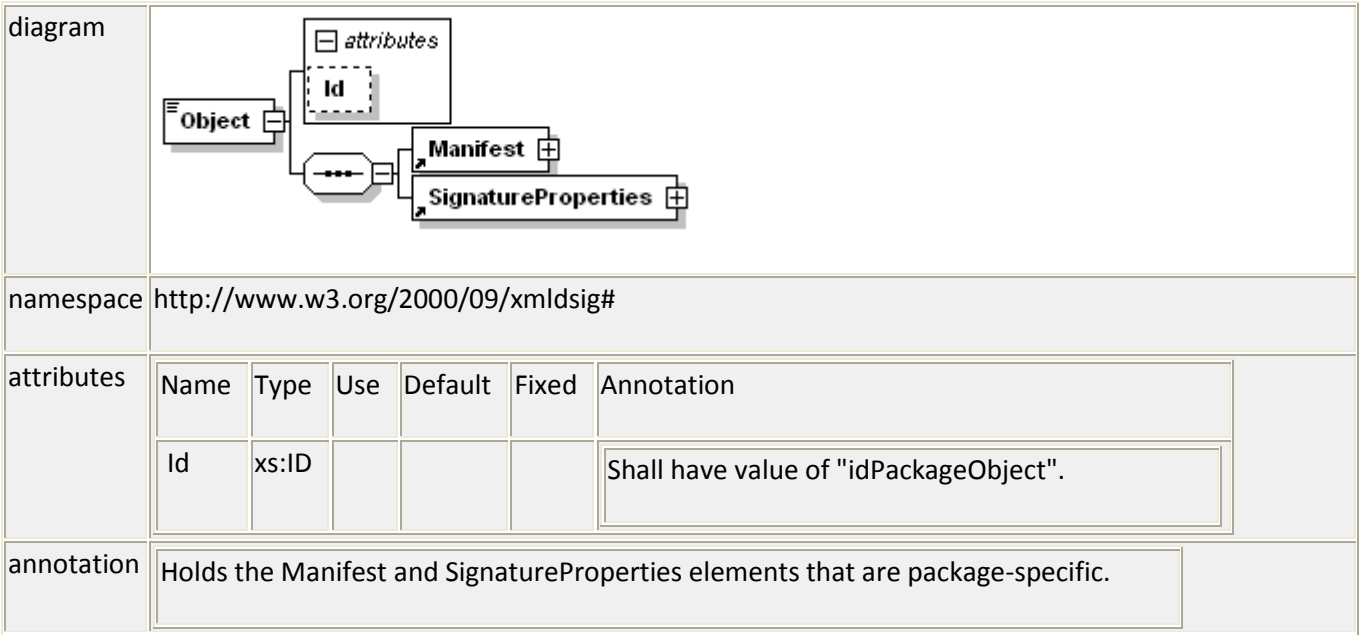 diagram
attributes
Id
Object
Manifest
SignatureProperties
namespace http://www.w3.org/2000/09/xmldsig#
attributes
Name Type Use Default Fixed Annotation
Id xs:ID Shall have value of "idPackageObject".
annotation Holds the Manifest and SignatureProperties elements that are package-specific.